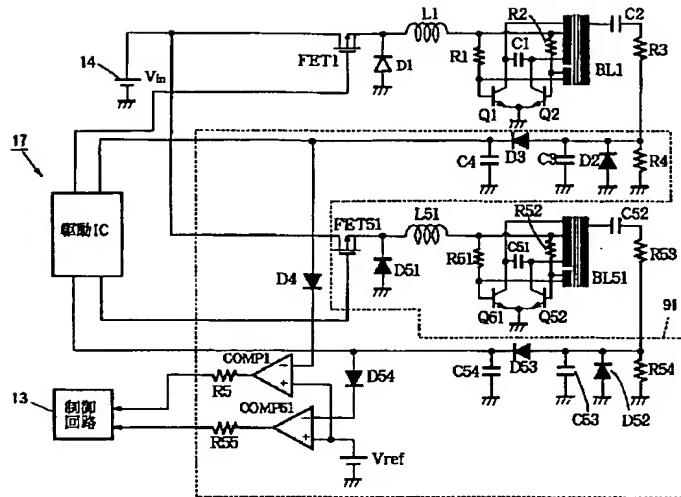 L1
R2
C2
14
Vin
FET1
D1
R1
C1
BL1
R3
Q1
Q2
17
C4
D3
C3
D2
R4
駆動IC
FET51
L51
R52
C52
D4
D51
R51
C51
BL51
R53
Q51
Q52
91
COMP1
R5
D54
C54
D53
R54
13
制御
回路
COMP51
R55
C53
D52
Vref